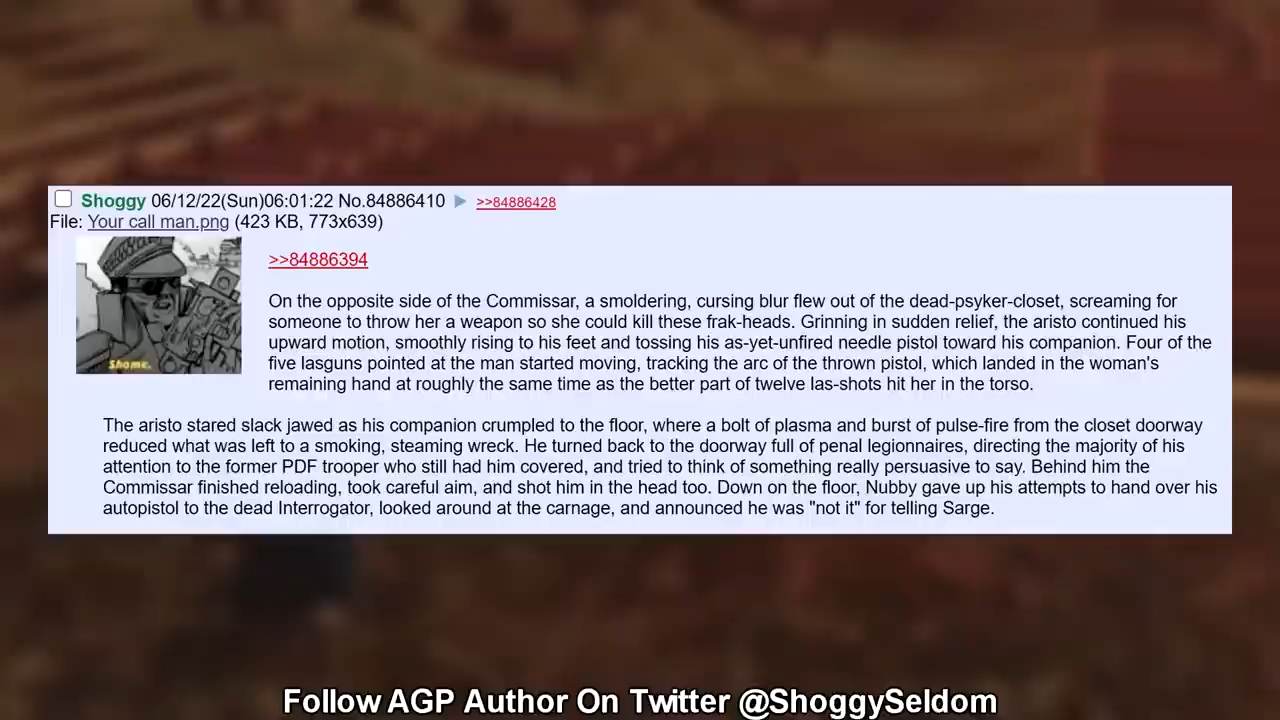 Shoggy 06/12/22(Sun)06:01:22 No.84886410 ▶ >>84886428
File: Your call man.png (423 KB, 773x639)
>>84886394
On the opposite side of the Commissar, a smoldering, cursing blur flew out of the dead-psyker-closet, screaming for
someone to throw her a weapon so she could kill these frak-heads. Grinning in sudden relief, the aristo continued his
upward motion, smoothly rising to his feet and tossing his as-yet-unfired needle pistol toward his companion. Four of the
five lasguns pointed at the man started moving, tracking the arc of the thrown pistol, which landed in the woman's
remaining hand at roughly the same time as the better part of twelve las-shots hit her in the torso.
Shome.
The aristo stared slack jawed as his companion crumpled to the floor, where a bolt of plasma and burst of pulse-fire from the closet doorway
reduced what was left to a smoking, steaming wreck. He turned back to the doorway full of penal legionnaires, directing the majority of his
attention to the former PDF trooper who still had him covered, and tried to think of something really persuasive to say. Behind him the
Commissar finished reloading, took careful aim, and shot him in the head too. Down on the floor, Nubby gave up his attempts to hand over his
autopistol to the dead Interrogator, looked around at the carnage, and announced he was "not it" for telling Sarge.
Follow AGP Author On Twitter @ShoggySeldom